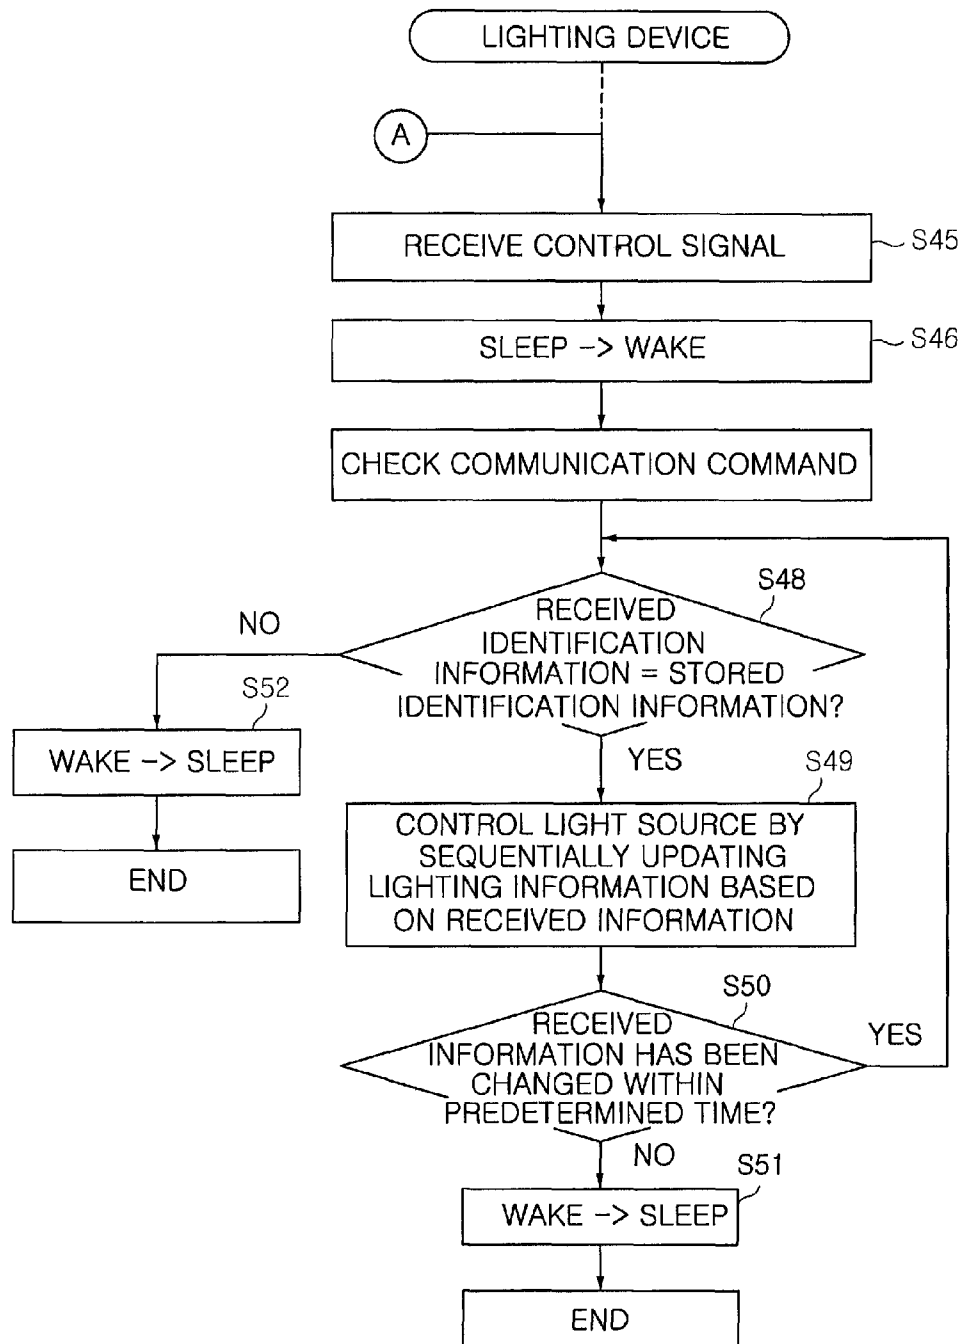 LIGHTING DEVICE
A
RECEIVE CONTROL SIGNAL
S45
SLEEP -> WAKE
S46
CHECK COMMUNICATION COMMAND
S48
RECEIVED
IDENTIFICATION
INFORMATION = STORED
IDENTIFICATION INFORMATION?
NO
S52
WAKE -> SLEEP
END
YES
S49
CONTROL LIGHT SOURCE BY
SEQUENTIALLY UPDATING
LIGHTING INFORMATION BASED
ON RECEIVED INFORMATION
S50
RECEIVED
INFORMATION HAS BEEN
CHANGED WITHIN
PREDETERMINED TIME?
YES
NO
S51
WAKE -> SLEEP
END